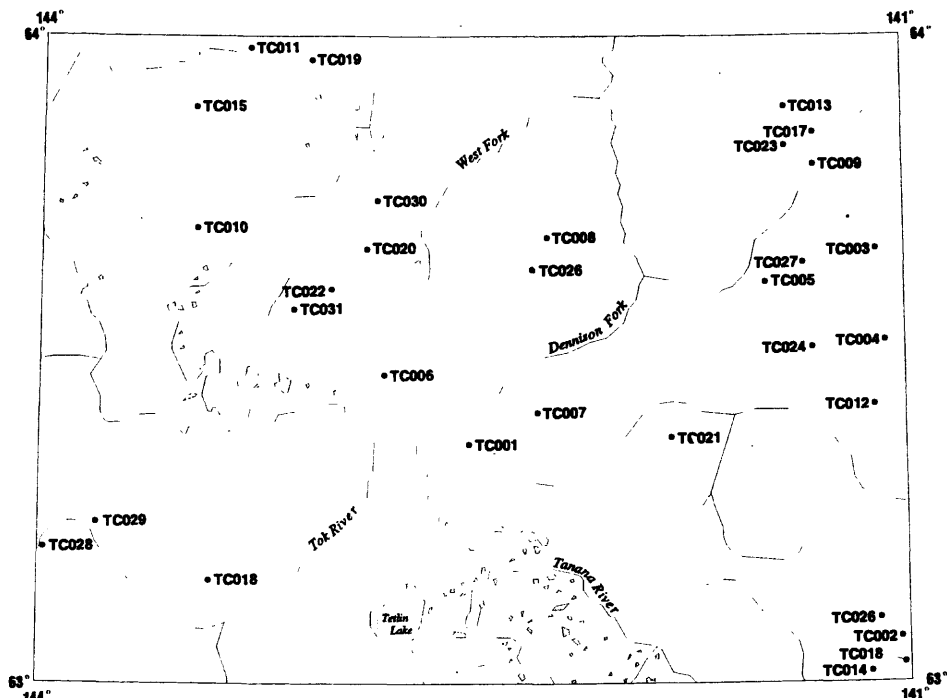 144° 141°
64° 64°
TC011
TC019
TC015
TC013
TC017
TC023
TC009
West Fork
TC030
TC010
TC020
TC008
TC003
TC026
TC027
TC005
TC022
TC031
Dennison Fork
TC004
TC024
TC006
TC012
TC007
TC021
TC001
TC029
Tok River
TC028
TC018
Tanana River
Tetlin
Lake
TC026
TC002
TC018
TC014
63° 63°
144° 141°